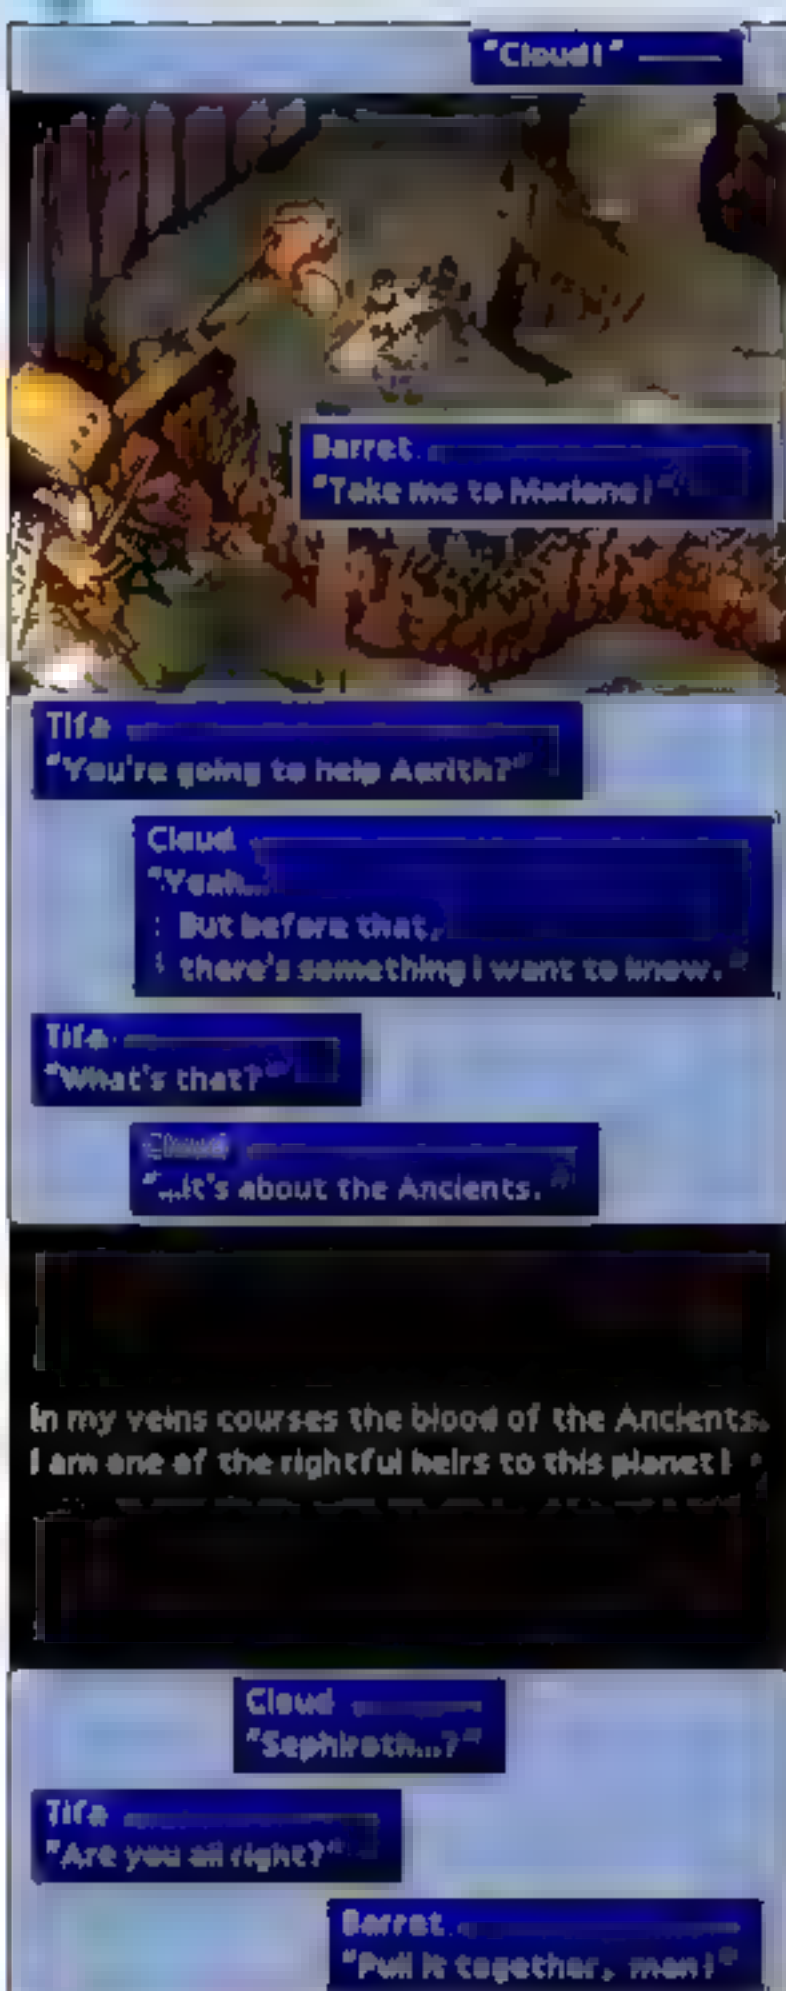 "Cloud!"
Barret
"Take me to Marlene!"
Tifa
"You're going to help Aerith?"
Cloud
"Yeah...
But before that,
there's something I want to know."
Tifa
"What's that?"
Cloud
"...It's about the Ancients."
In my veins courses the blood of the Ancients.
I am one of the rightful heirs to this planet!
Cloud
"Sephiroth...?"
Tifa
"Are you all right?"
Barret
"Pull it together, man!"